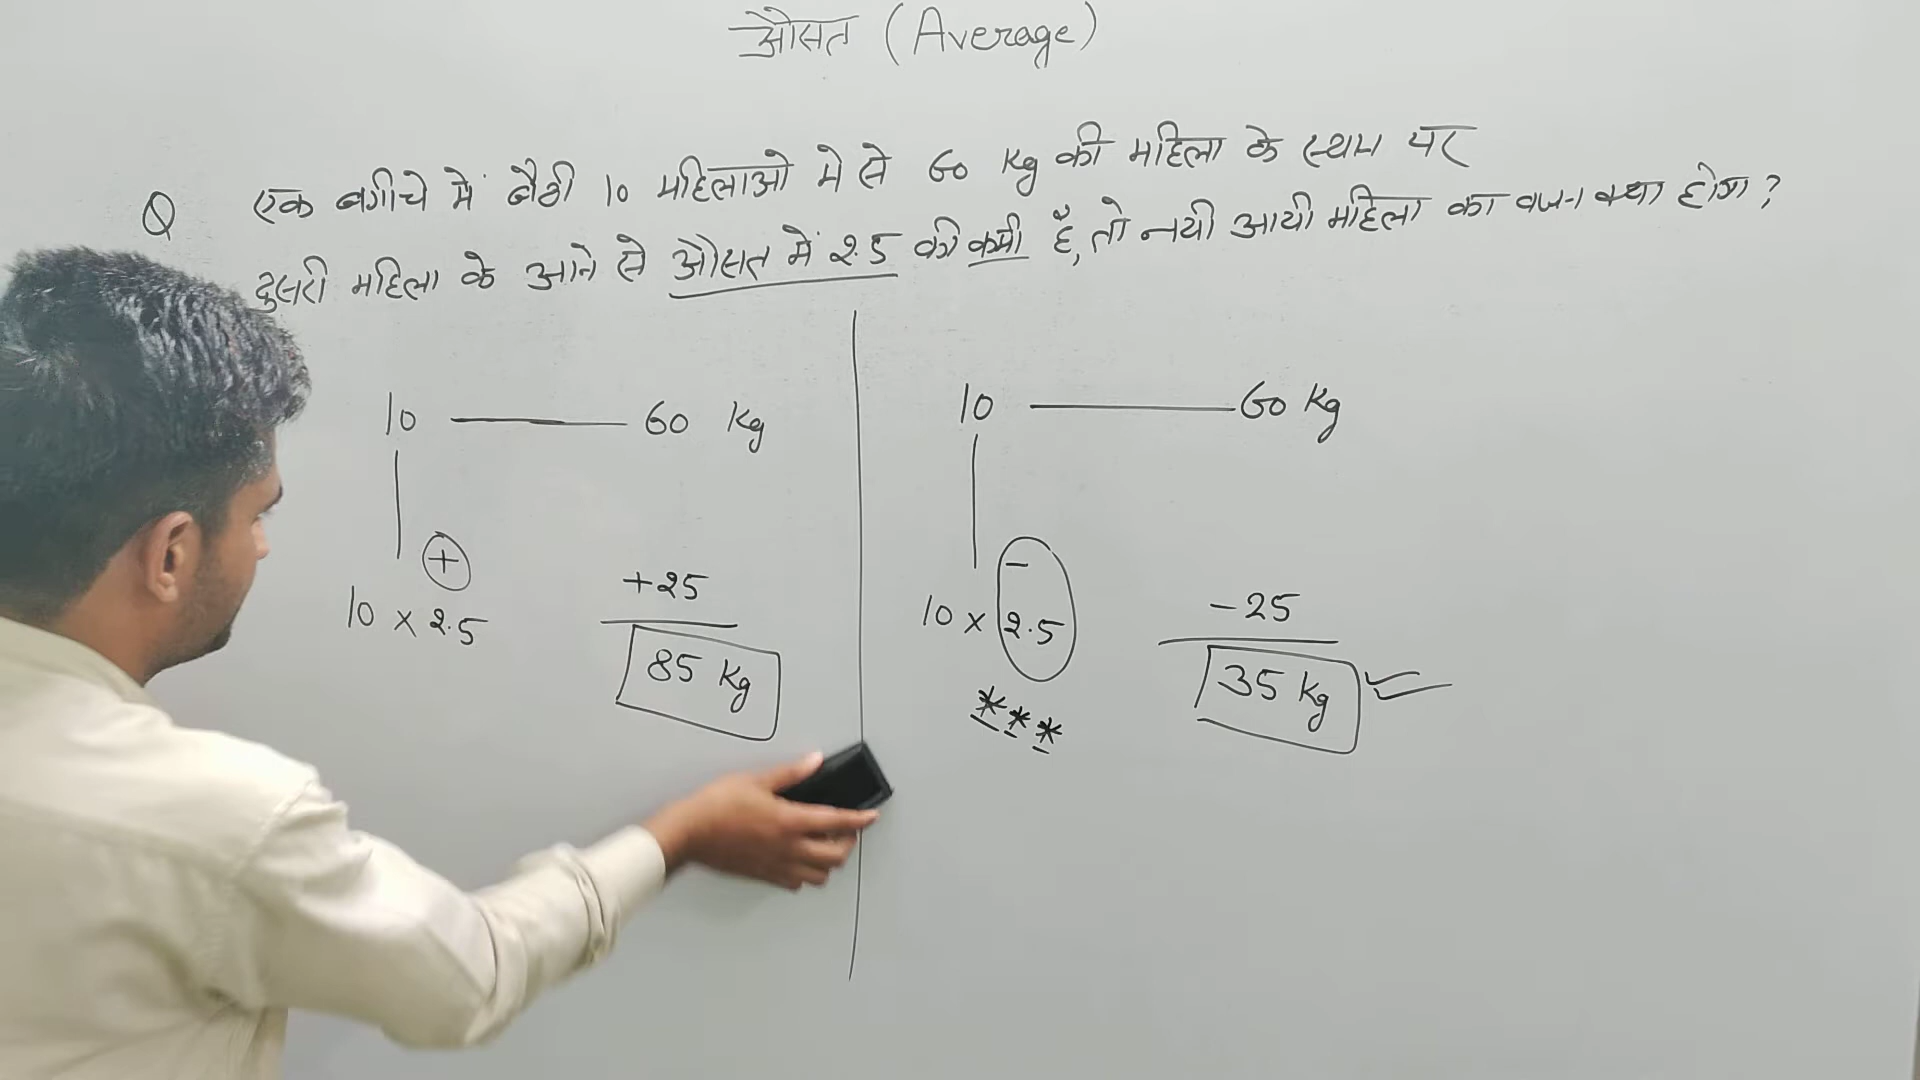 औसत (Average)
Q एक बगीचे में बैठी 10 महिलाओ मे से 60 Kg की महिला के स्थान पर
दुसरी महिला के आने से औसत में 2.5 की कमी है, तो नयी आयी महिला का वजन क्या होगा ?
10 — 60 Kg
+
10 x 2.5 +25
85 Kg
10 — 60 Kg
−
10 x 2.5 −25
35 Kg
***